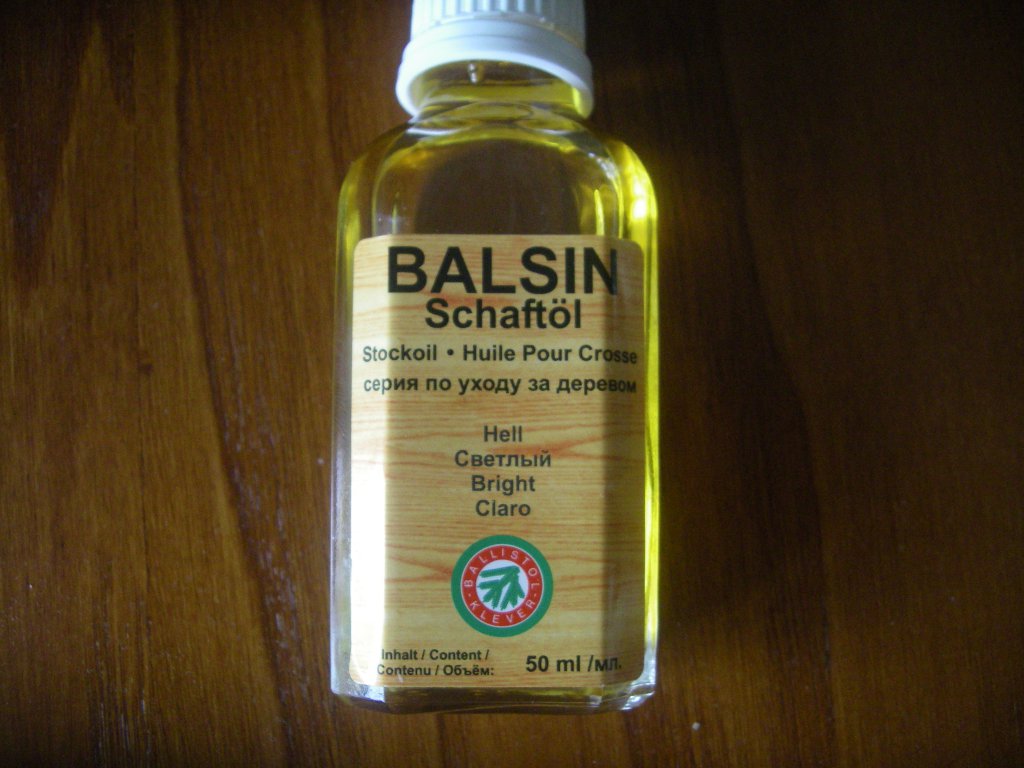 BALSIN
Schaftöl
Stockoil • Huile Pour Crosse
серия по уходу за деревом
Hell
Светлый
Bright
Claro
BALLISTOL
- KLEVER -
Inhalt / Content /
Contenu / Объём: 50 ml /мл.